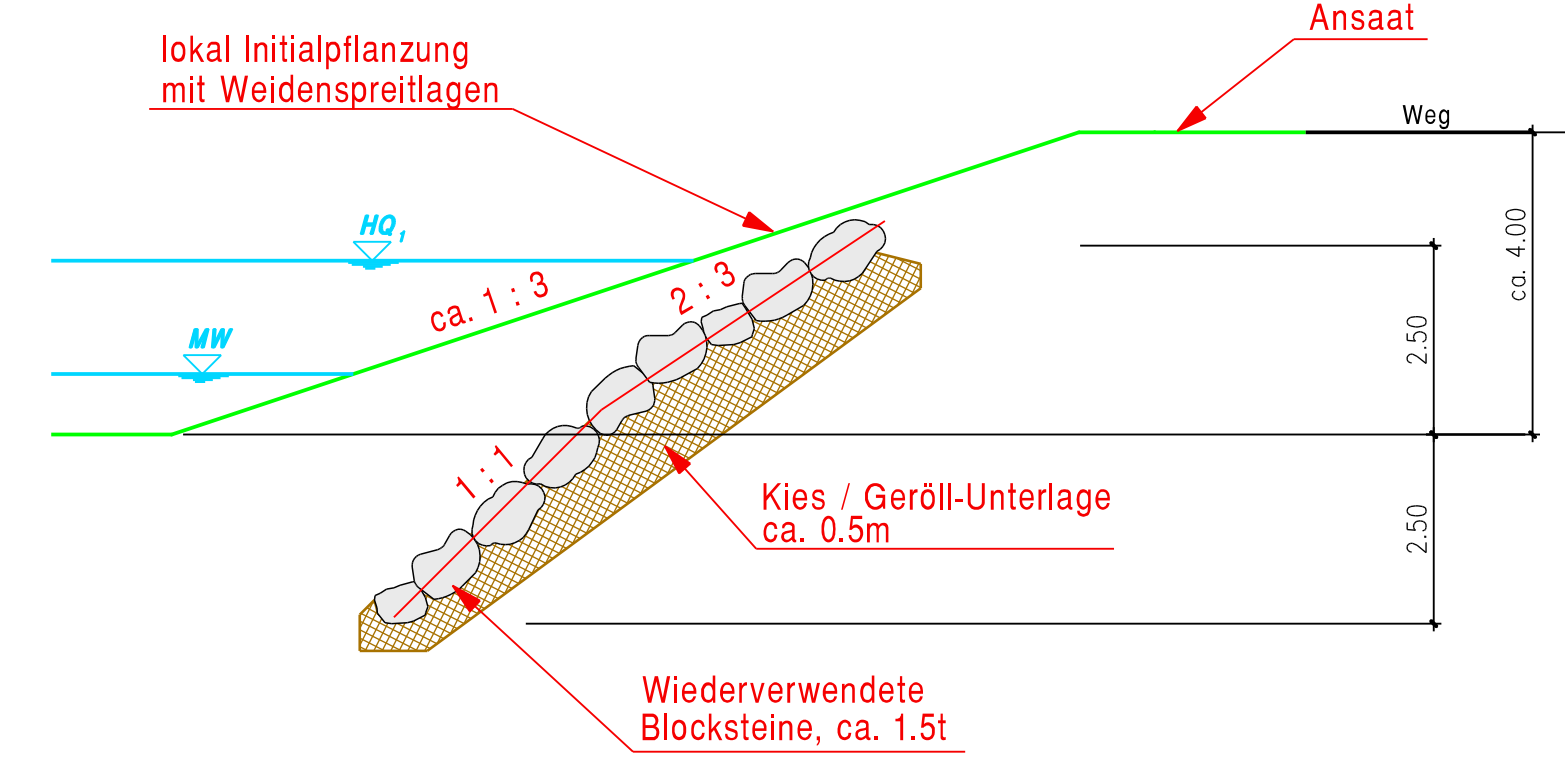 Ansaat
lokal Initialpflanzung
mit Weidenspreitlagen
Weg
HQ1
ca. 4.00
ca. 1 : 3
2 : 3
MW
2.50
1 : 1
Kies / Geröll-Unterlage
ca. 0.5m
2.50
Wiederverwendete
Blocksteine, ca. 1.5t